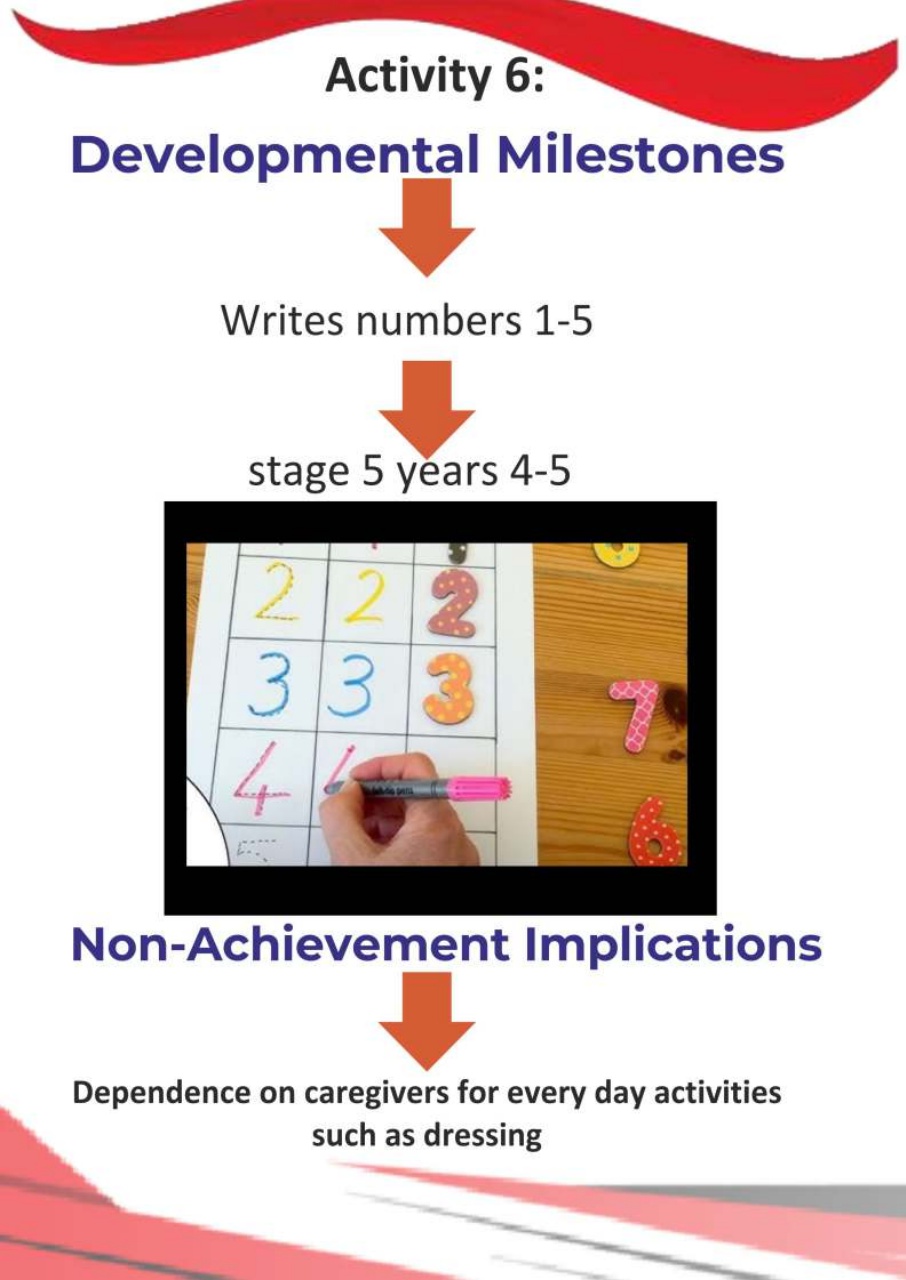 Activity 6:
Developmental Milestones
Writes numbers 1-5
stage 5 years 4-5
2 2 2
3 3 3
4
5
7
6
Non-Achievement Implications
Dependence on caregivers for every day activities
such as dressing